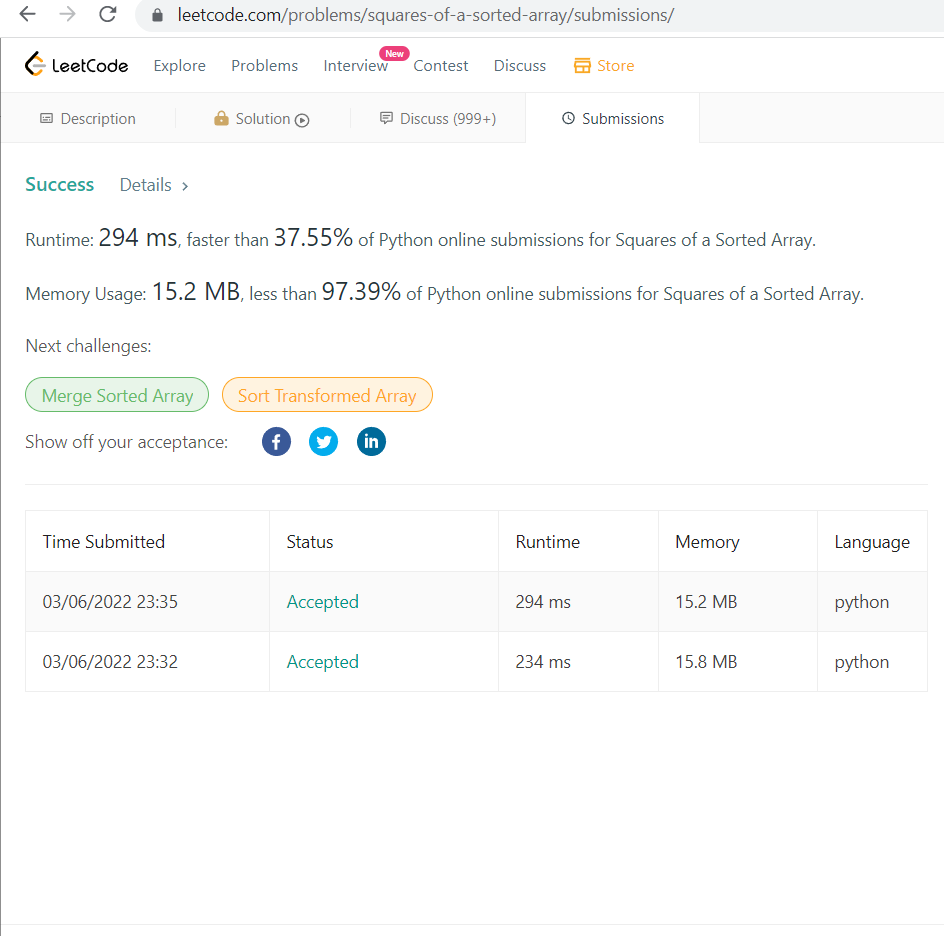 leetcode.com/problems/squares-of-a-sorted-array/submissions/
LeetCode Explore Problems Interview New Contest Discuss Store
Description Solution Discuss (999+) Submissions
Success Details
Runtime: 294 ms, faster than 37.55% of Python online submissions for Squares of a Sorted Array.
Memory Usage: 15.2 MB, less than 97.39% of Python online submissions for Squares of a Sorted Array.
Next challenges:
Merge Sorted Array Sort Transformed Array
Show off your acceptance:
Time Submitted Status Runtime Memory Language
03/06/2022 23:35 Accepted 294 ms 15.2 MB python
03/06/2022 23:32 Accepted 234 ms 15.8 MB python